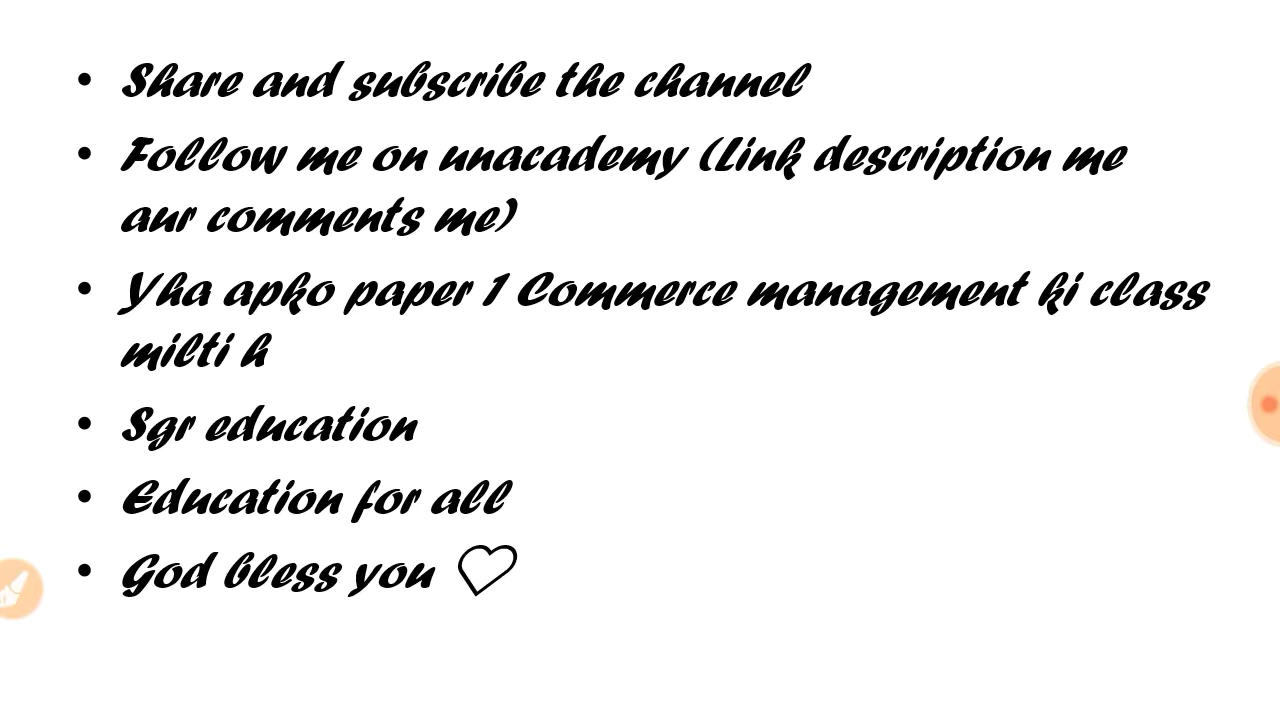 • Share and subscribe the channel
• Follow me on unacademy (Link description me
aur comments me)
• Yha apko paper 1 Commerce management ki class
milti h
• Sgr education
• Education for all
• God bless you ♡